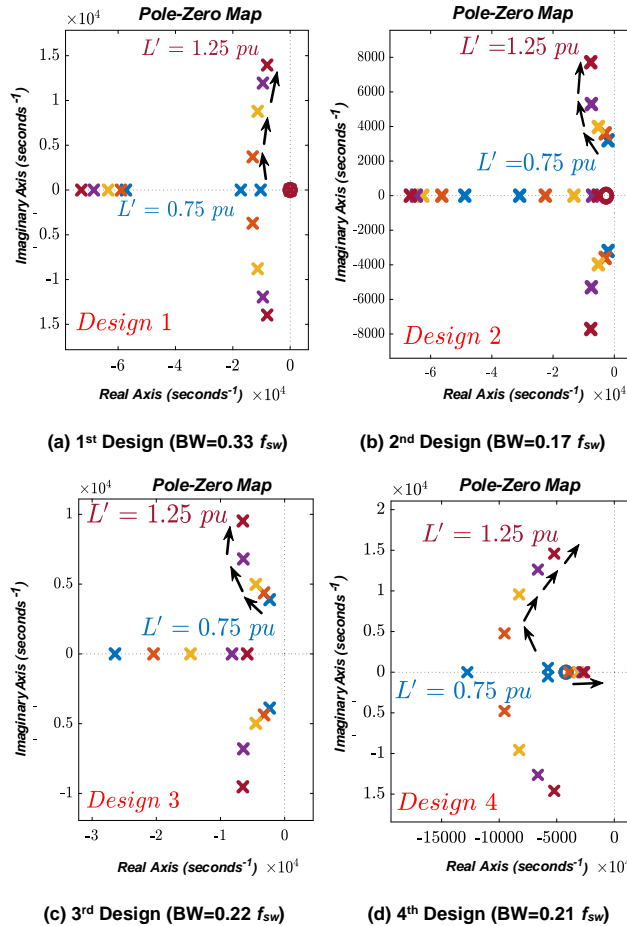 Pole-Zero Map
×10⁴
L′ = 1.25 pu
1.5
1
0.5
0
0.5
1
1.5
L′ = 0.75 pu
Design 1
Imaginary Axis (seconds⁻¹)
-6
-4
-2
0
Real Axis (seconds⁻¹)
×10⁴
(a) 1st Design (BW=0.33 fsw)
Pole-Zero Map
L′ =1.25 pu
8000
6000
4000
2000
0
-2000
-4000
-6000
-8000
L′ =0.75 pu
Design 2
Imaginary Axis (seconds⁻¹)
-6
-4
-2
0
Real Axis (seconds⁻¹)
×10⁴
(b) 2nd Design (BW=0.17 fsw)
Pole-Zero Map
×10⁴
L′ = 1.25 pu
1
0.5
0
0.5
-1
L′ = 0.75 pu
Design 3
Imaginary Axis (seconds⁻¹)
-3
-2
-1
0
Real Axis (seconds⁻¹)
×10⁴
(c) 3rd Design (BW=0.22 fsw)
Pole-Zero Map
×10⁴
L′ = 1.25 pu
2
1.5
1
0.5
0
0.5
1
1.5
L′ = 0.75 pu
Design 4
Imaginary Axis (seconds⁻¹)
-15000
-10000
-5000
0
Real Axis (seconds⁻¹)
×10⁴
(d) 4th Design (BW=0.21 fsw)